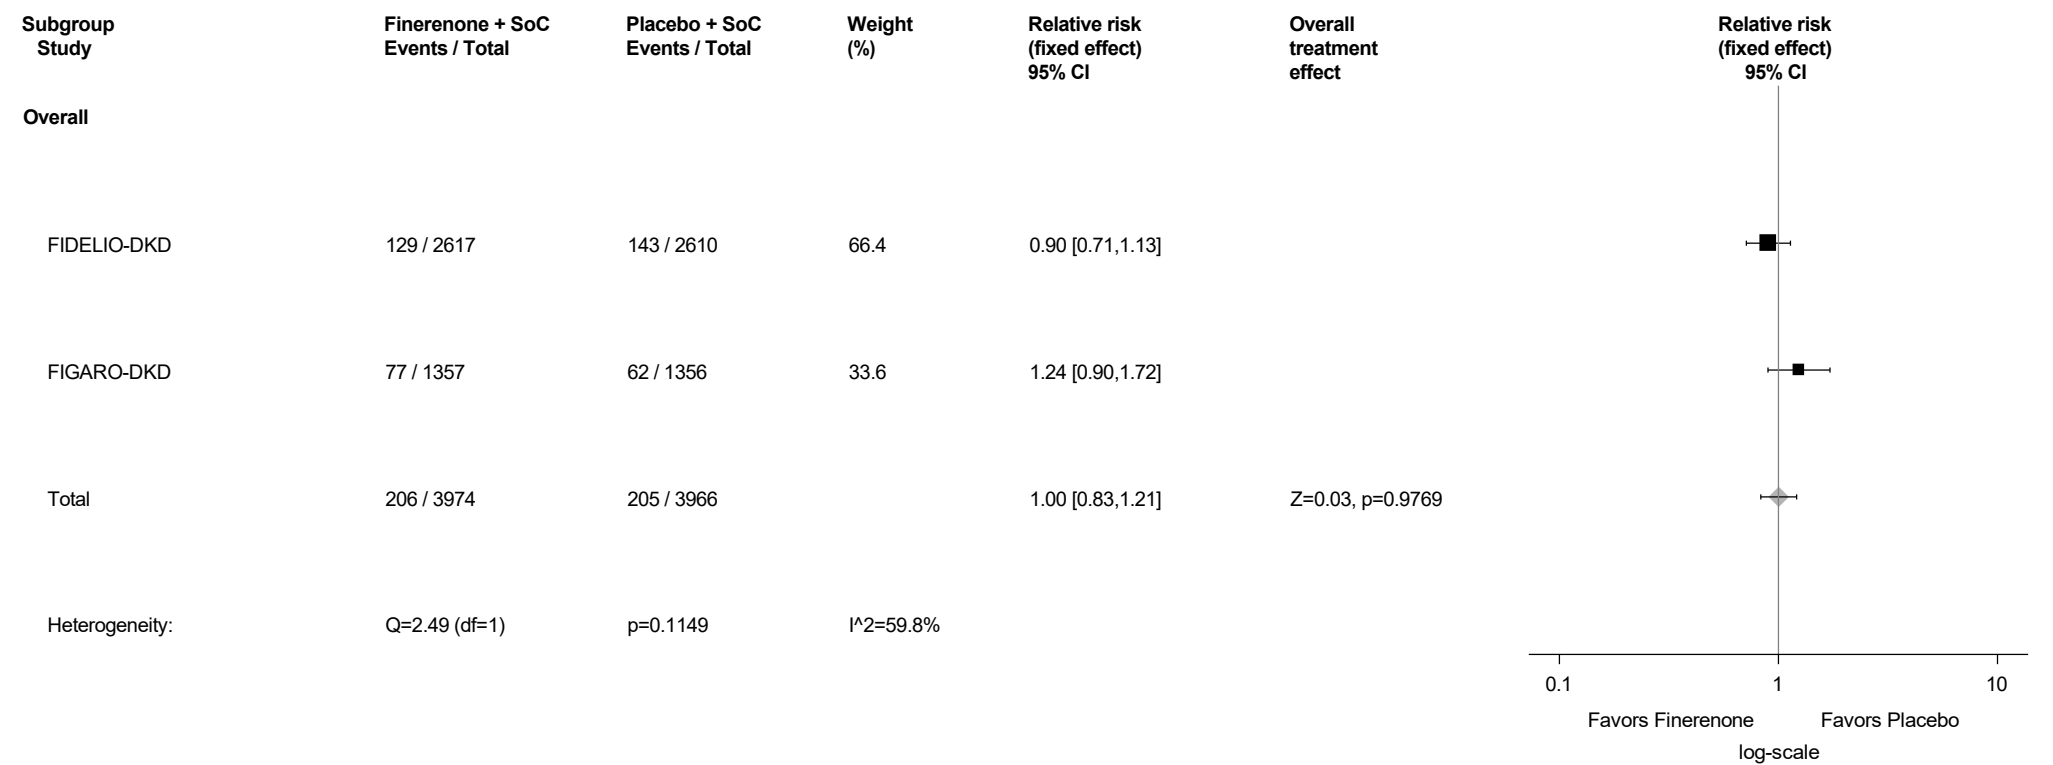 Subgroup Finerenone + SoC Placebo + SoC Weight Relative risk Overall Relative risk
Study Events / Total Events / Total (%) (fixed effect) treatment (fixed effect)
95% CI effect 95% CI
Overall
FIDELIO-DKD 129 / 2617 143 / 2610 66.4 0.90 [0.71,1.13]
FIGARO-DKD 77 / 1357 62 / 1356 33.6 1.24 [0.90,1.72]
Total 206 / 3974 205 / 3966 1.00 [0.83,1.21] Z=0.03, p=0.9769
Heterogeneity: Q=2.49 (df=1) p=0.1149 I^2=59.8%
0.1 1 10
Favors Finerenone Favors Placebo
log-scale